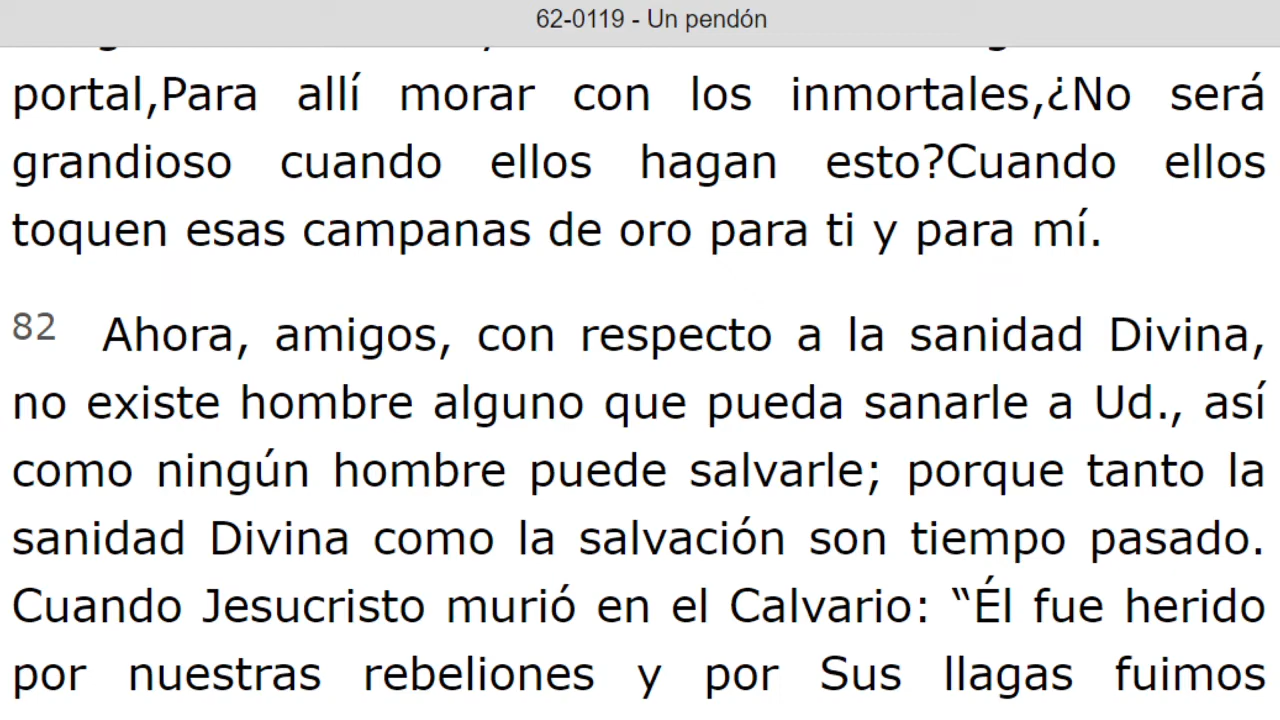 62-0119 - Un pendón
portal,Para allí morar con los inmortales,¿No será
grandioso cuando ellos hagan esto?Cuando ellos
toquen esas campanas de oro para ti y para mí.
82 Ahora, amigos, con respecto a la sanidad Divina,
no existe hombre alguno que pueda sanarle a Ud., así
como ningún hombre puede salvarle; porque tanto la
sanidad Divina como la salvación son tiempo pasado.
Cuando Jesucristo murió en el Calvario: “Él fue herido
por nuestras rebeliones y por Sus llagas fuimos